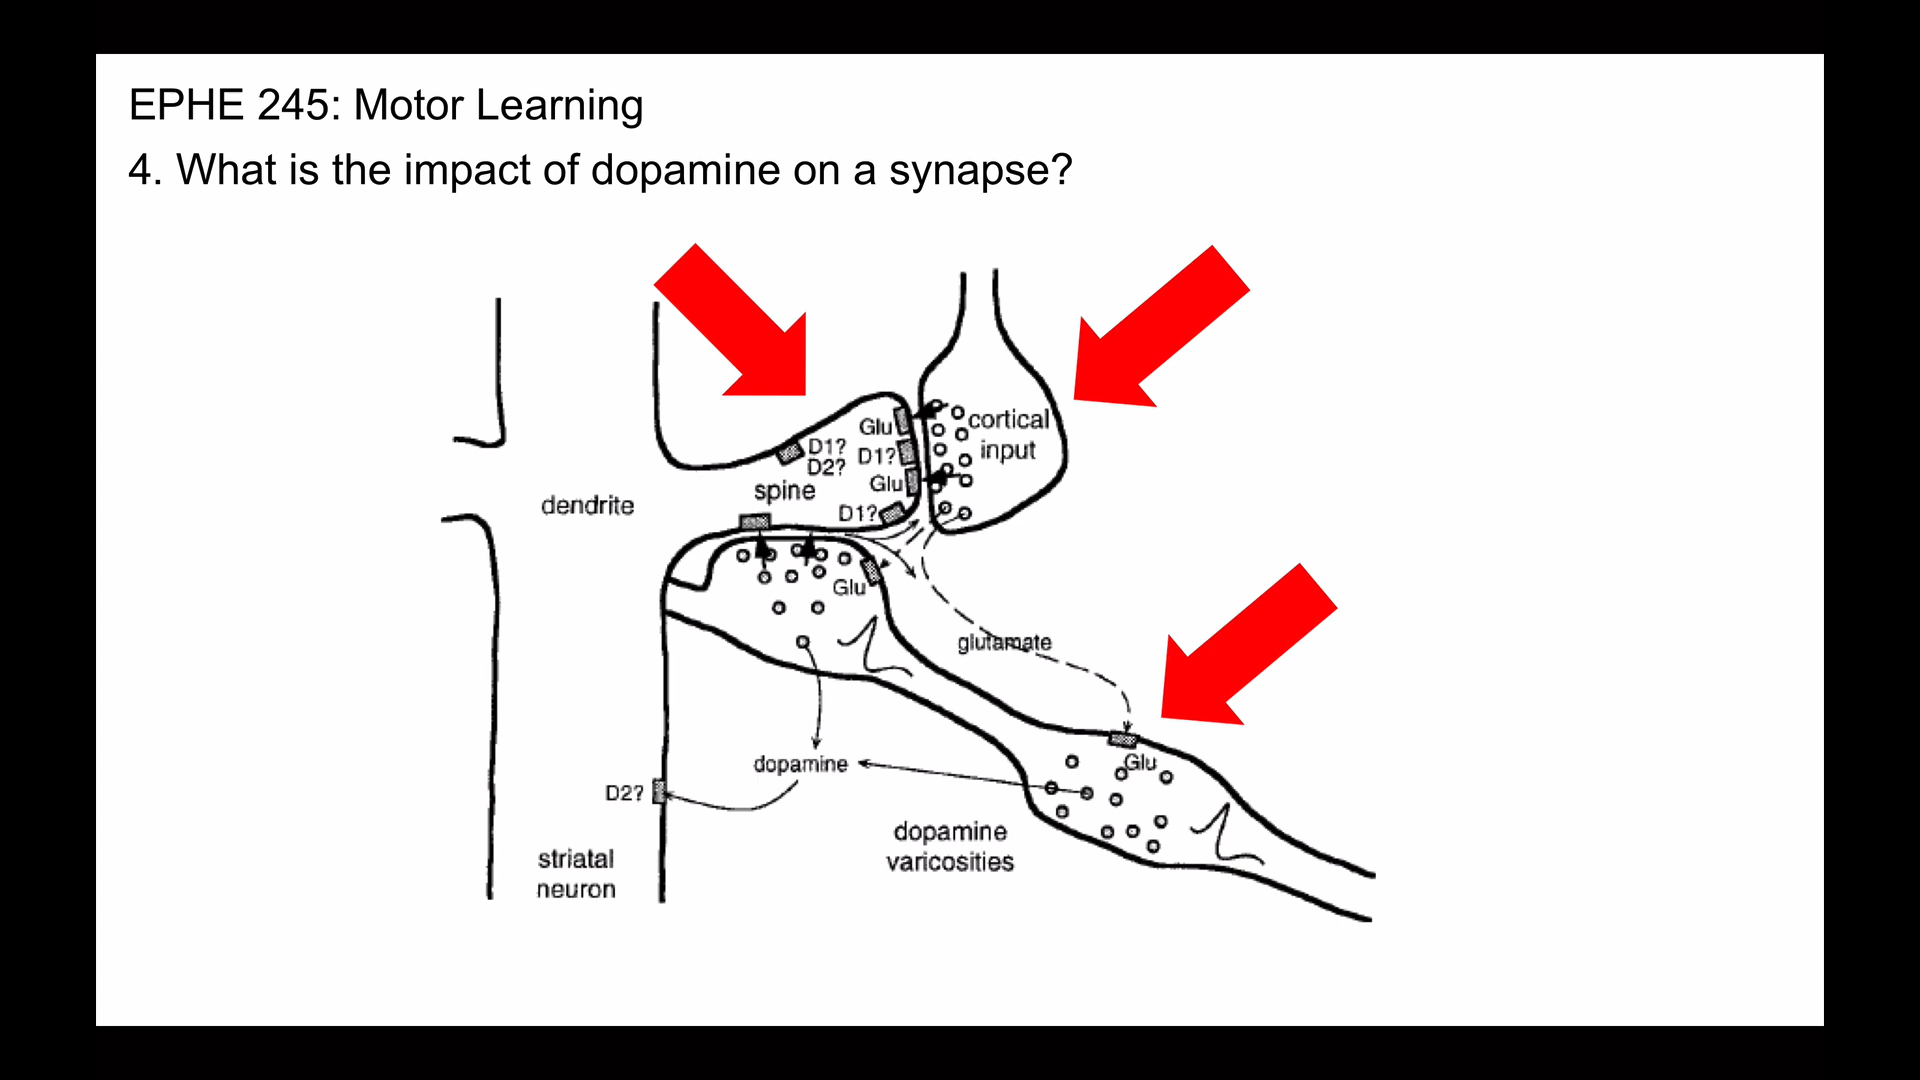 EPHE 245: Motor Learning
4. What is the impact of dopamine on a synapse?
Glu
cortical
input
D1?
D2?
D1?
Glu
spine
D1?
dendrite
Glu
glutamate
dopamine
Glu
D2?
dopamine
varicosities
striatal
neuron